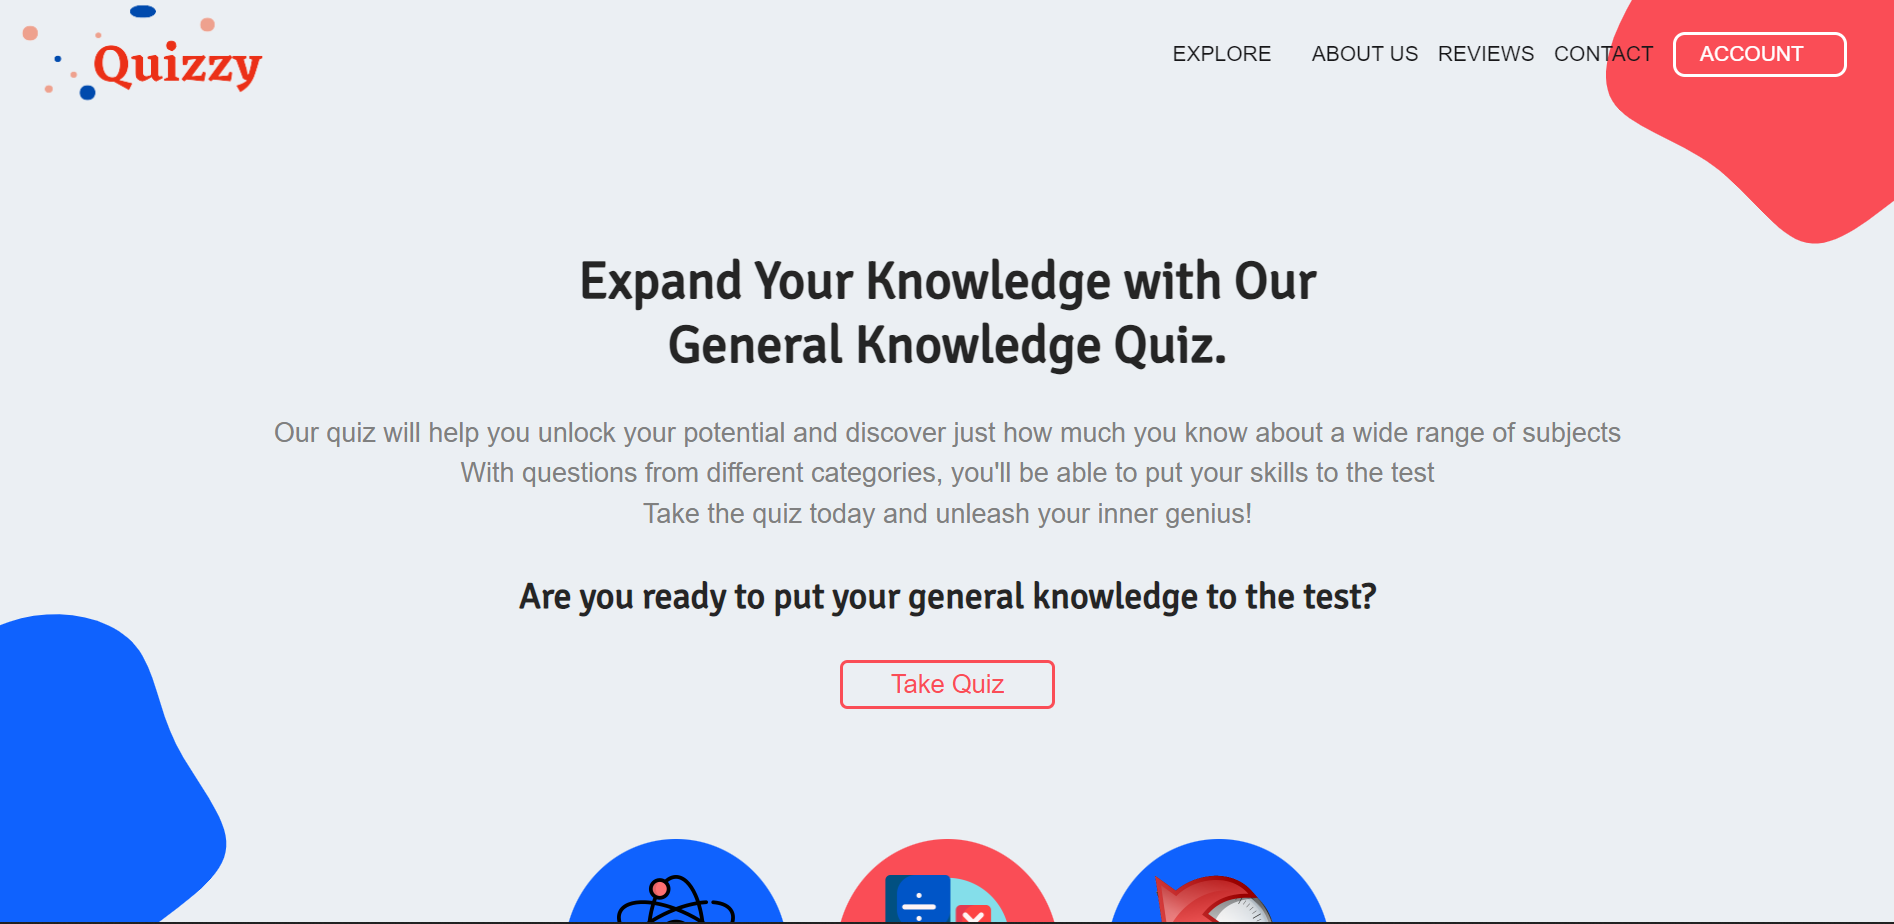 Quizzy
EXPLORE ABOUT US REVIEWS CONTACT ACCOUNT
Expand Your Knowledge with Our
General Knowledge Quiz.
Our quiz will help you unlock your potential and discover just how much you know about a wide range of subjects
With questions from different categories, you'll be able to put your skills to the test
Take the quiz today and unleash your inner genius!
Are you ready to put your general knowledge to the test?
Take Quiz